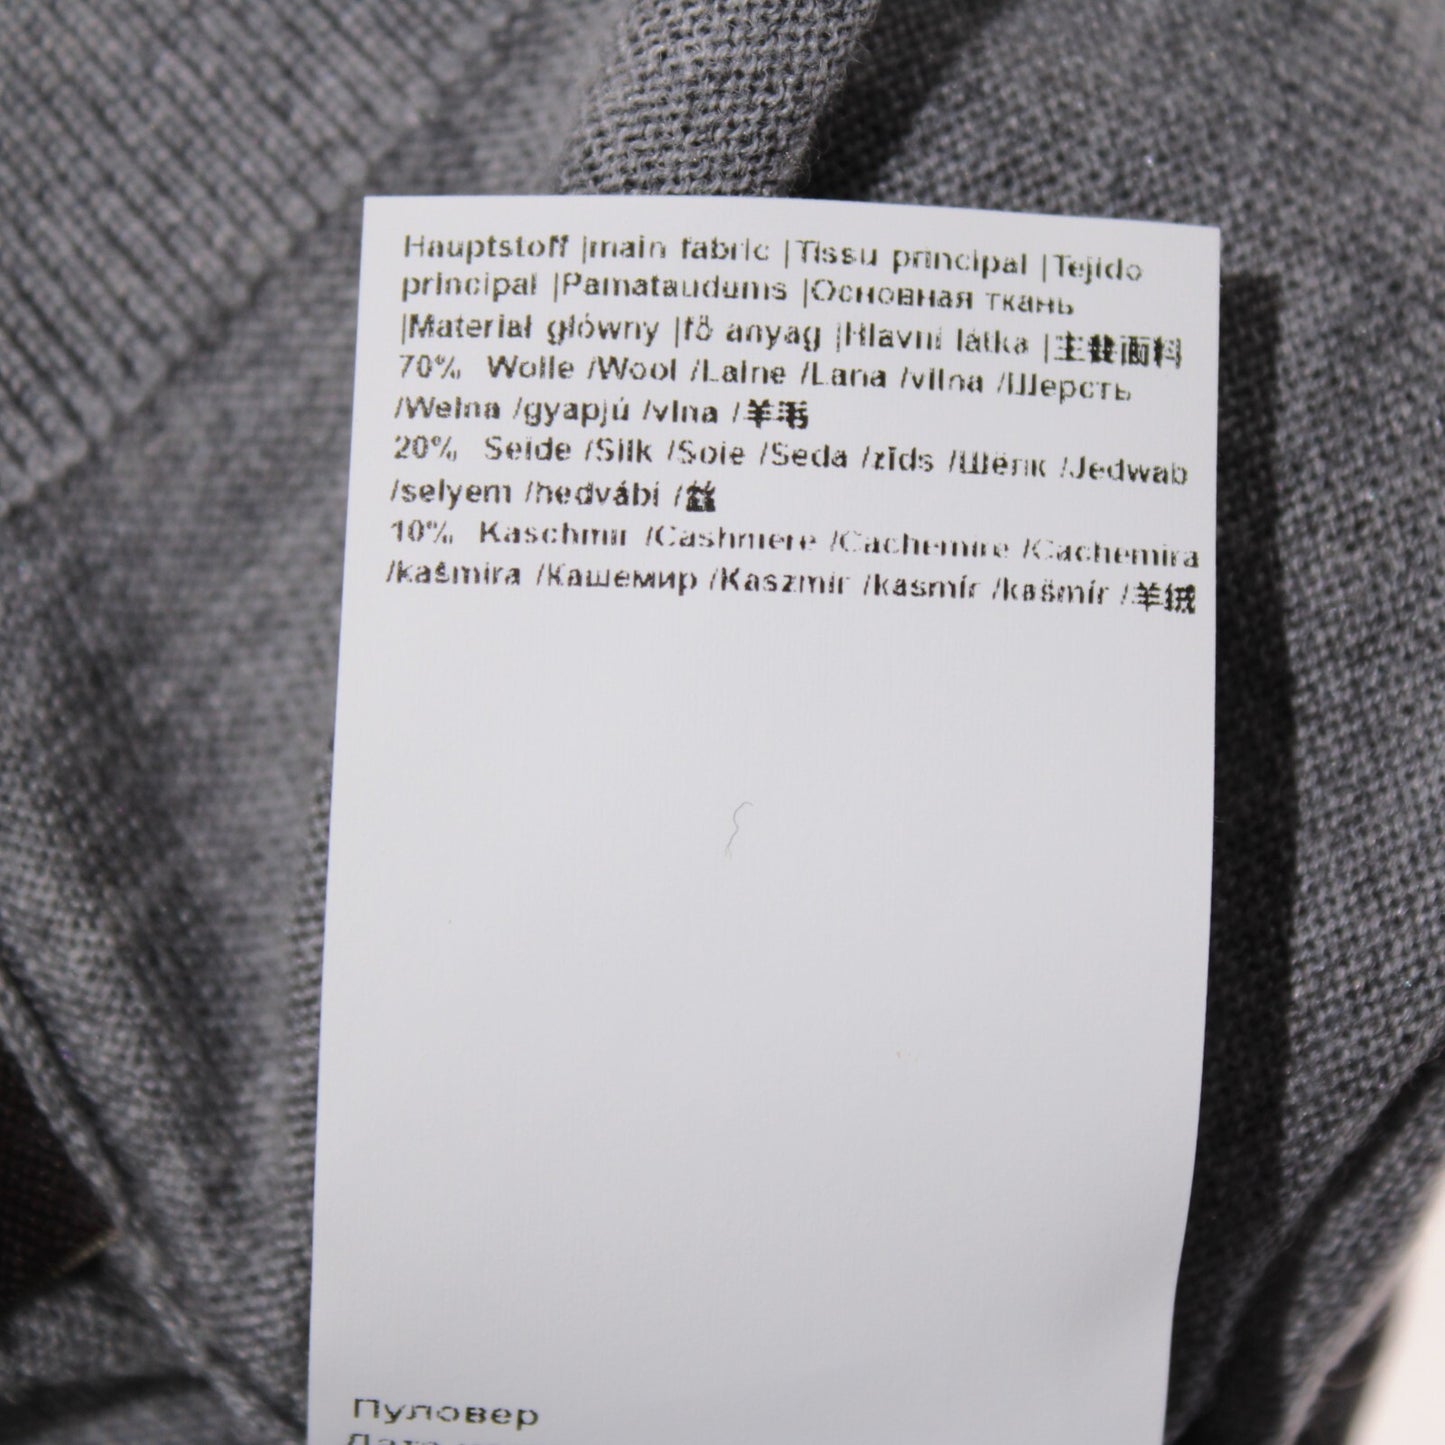 Hauptstoff |main fabric |Tissu principal |Tejido
principal |Pamataudums |Основная ткань
|Materiał główny |fő anyag |Hlavní látka |主裁面料
70% Wolle /Wool /Laine /Lana /vilna /Шерсть
/Wełna /gyapjú /vlna /羊毛
20% Seide /Silk /Soie /Seda /zīds /Шёлк /Jedwab
/selyem /hedvábí /丝
10% Kaschmir /Cashmere /Cachemire /Cachemira
/kašmira /Кашемир /Kaszmir /kasmír /kašmír /羊绒
Пуловер